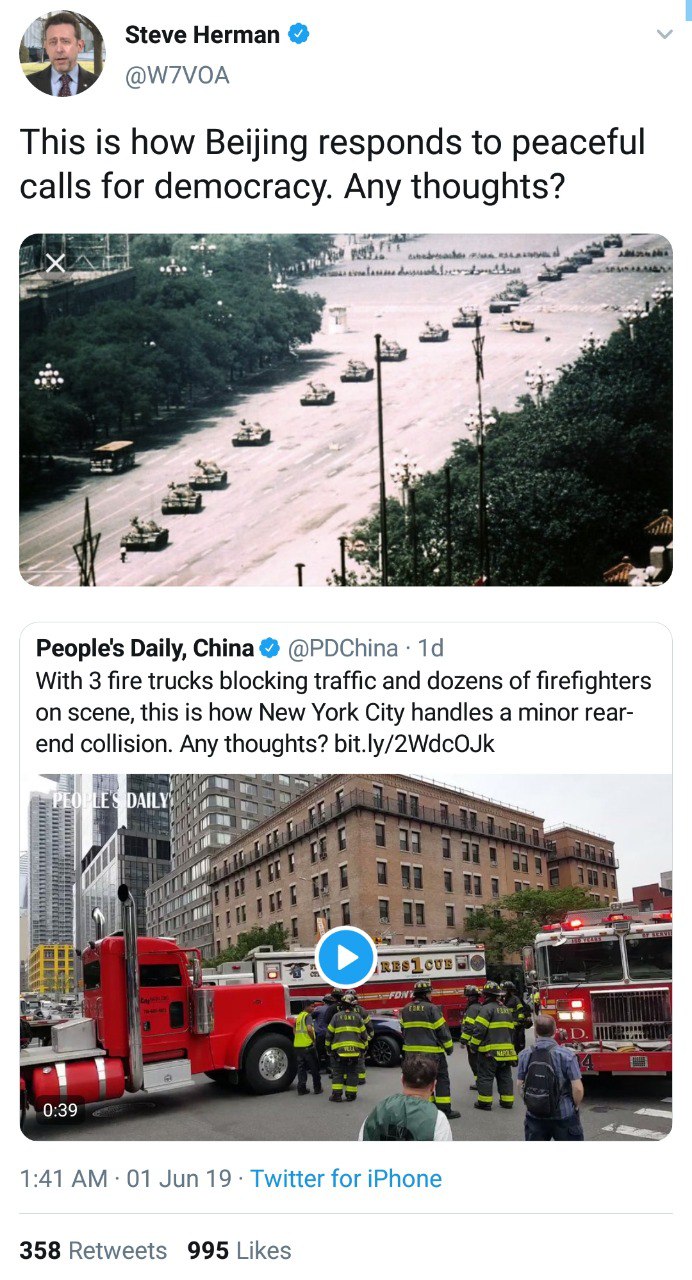 Steve Herman
@W7VOA
This is how Beijing responds to peaceful
calls for democracy. Any thoughts?
People's Daily, China @PDChina · 1d
With 3 fire trucks blocking traffic and dozens of firefighters
on scene, this is how New York City handles a minor rear-
end collision. Any thoughts? bit.ly/2WdcOJk
PEOPLE'S DAILY
RES1CUE
FDNY
FDNY
FDNY
FDNY
4
0:39
1:41 AM · 01 Jun 19 · Twitter for iPhone
358 Retweets 995 Likes